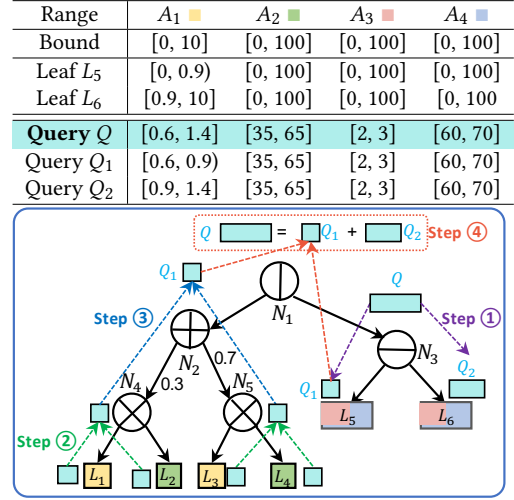 Range A₁ A₂ A₃ A₄
Bound [0, 10] [0, 100] [0, 100] [0, 100]
Leaf L₅ [0, 0.9) [0, 100] [0, 100] [0, 100]
Leaf L₆ [0.9, 10] [0, 100] [0, 100] [0, 100
Query Q [0.6, 1.4] [35, 65] [2, 3] [60, 70]
Query Q₁ [0.6, 0.9) [35, 65] [2, 3] [60, 70]
Query Q₂ [0.9, 1.4] [35, 65] [2, 3] [60, 70]
Q = Q₁ + Q₂
Step ④
Q₁
Q
N₁
Step ③
Step ①
N₂
N₃
0.7
Q₂
N₄
0.3
N₅
Q₁
L₅
L₆
Step ②
L₁ L₂ L₃ L₄